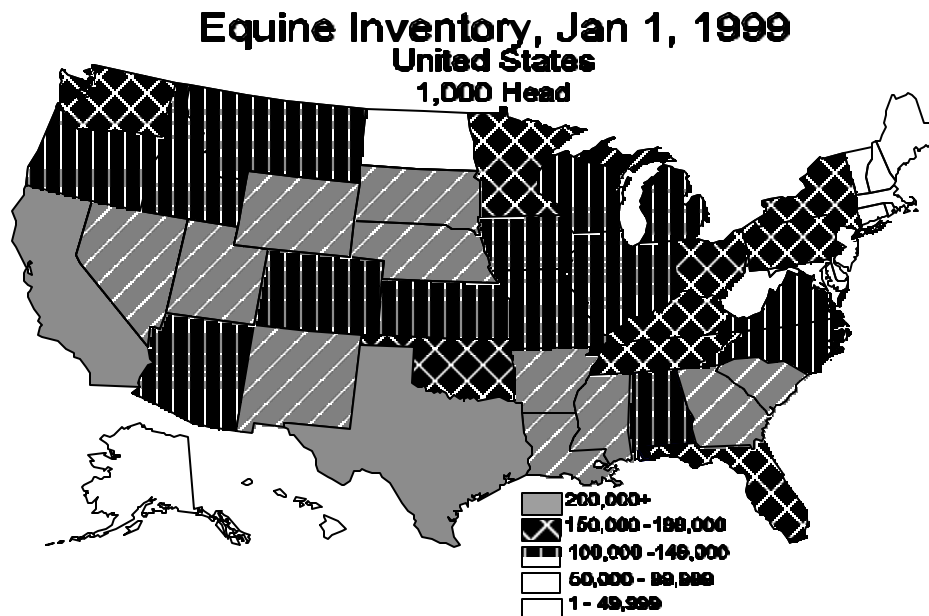 Equine Inventory, Jan 1, 1999
United States
1,000 Head
200,000+
150,000 -199,000
100,000 -149,000
50,000 - 99,999
1 - 49,999